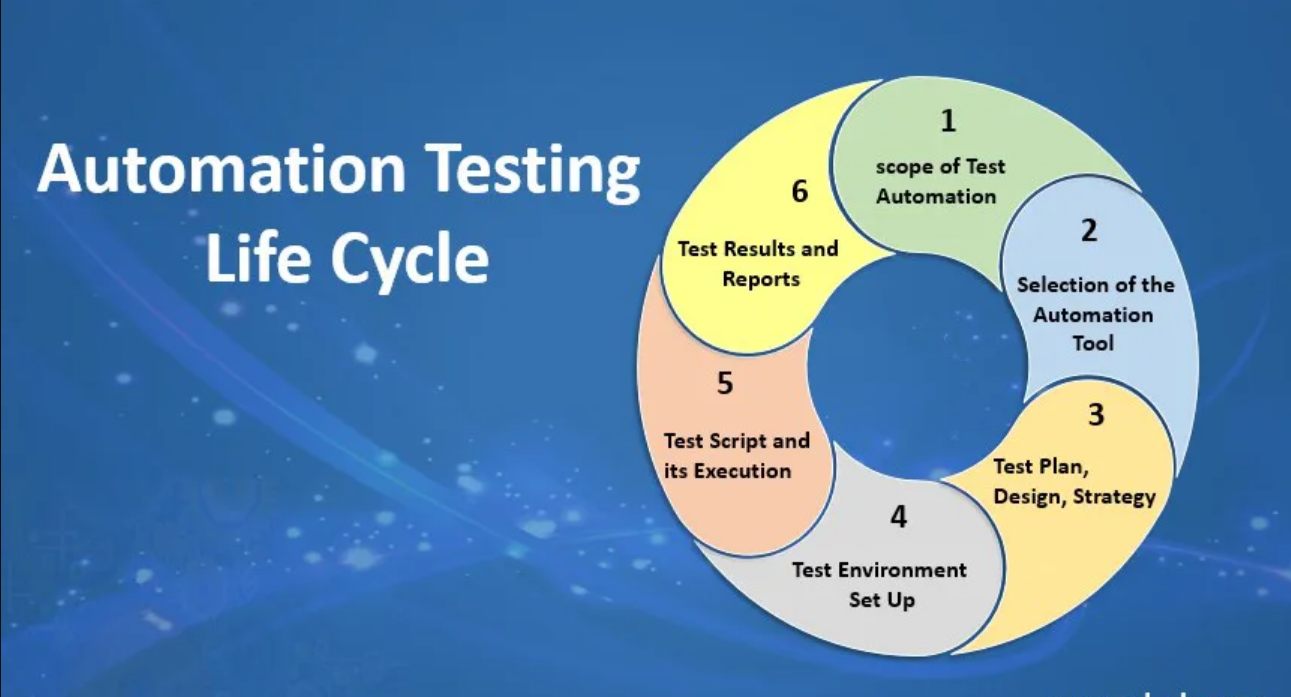 Automation Testing
Life Cycle
1
scope of Test
Automation
2
Selection of the
Automation
Tool
3
Test Plan,
Design, Strategy
4
Test Environment
Set Up
5
Test Script and
its Execution
6
Test Results and
Reports